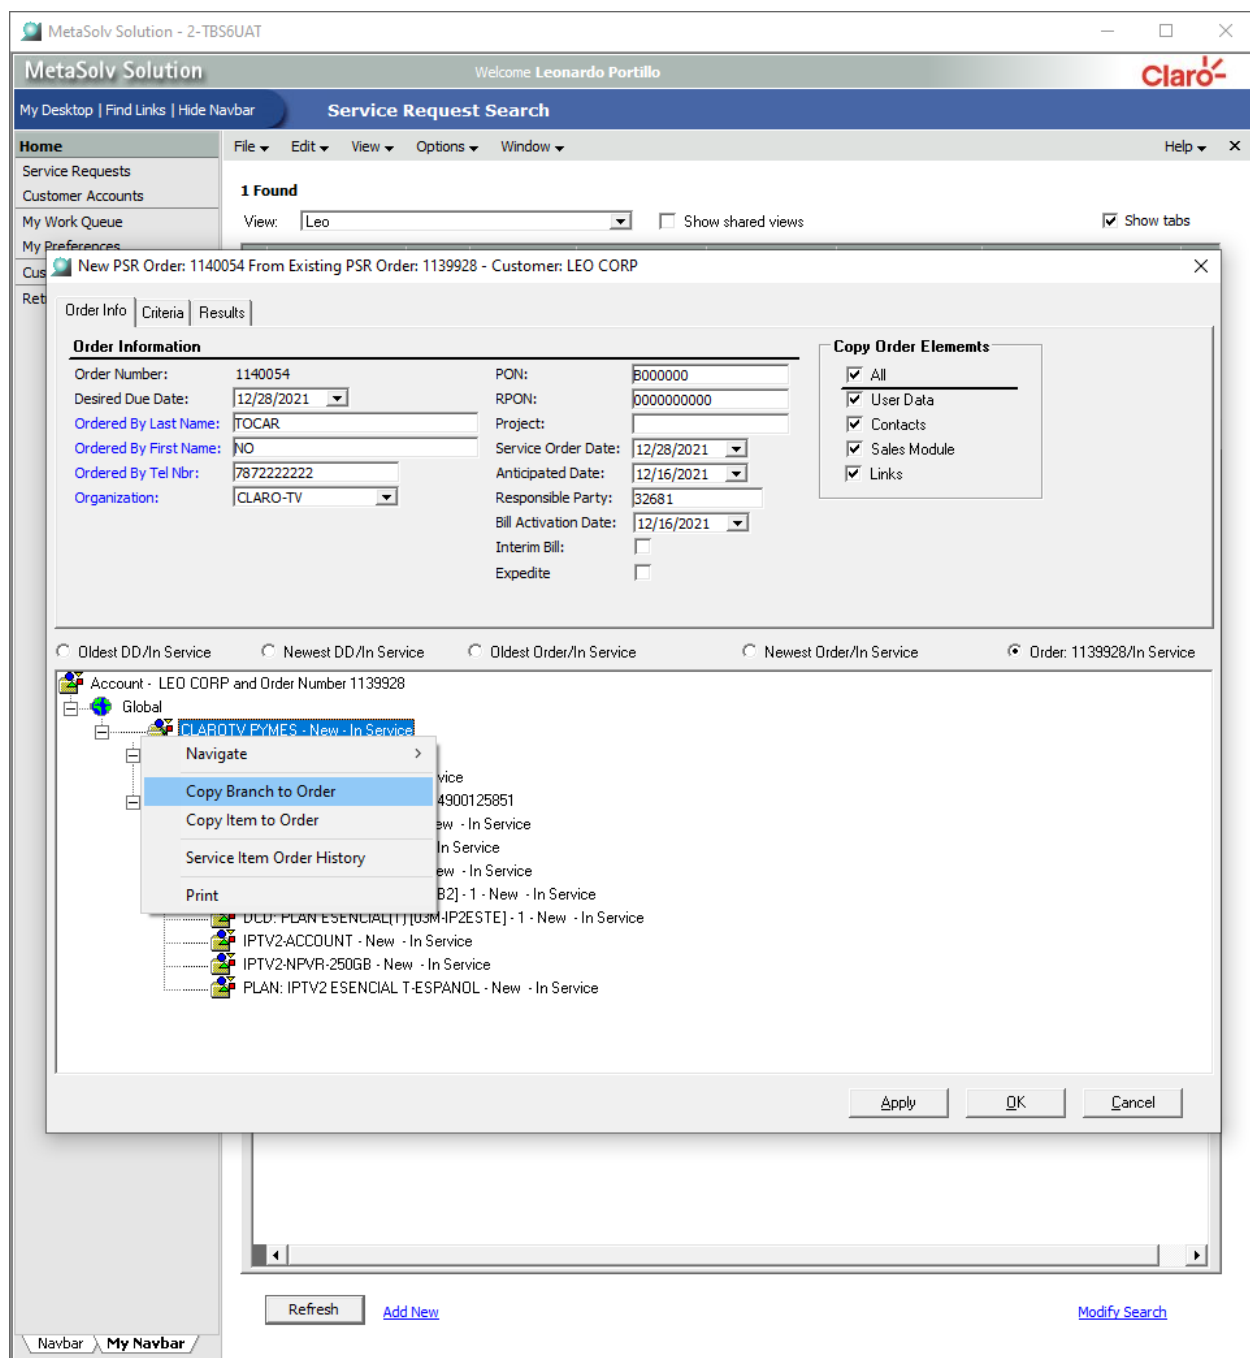 MetaSolv Solution - 2-TBS6UAT
MetaSolv Solution Welcome Leonardo Portillo Claro
My Desktop | Find Links | Hide Navbar Service Request Search
Home File Edit View Options Window Help
Service Requests
Customer Accounts 1 Found
My Work Queue View: Leo Show shared views Show tabs
My Preferences
Cus New PSR Order: 1140054 From Existing PSR Order: 1139928 - Customer: LEO CORP
Ret
Order Info Criteria Results
Order Information Copy Order Elememts
Order Number: 1140054 PON: B000000 All
Desired Due Date: 12/28/2021 RPON: 0000000000 User Data
Ordered By Last Name: TOCAR Project: Contacts
Ordered By First Name: NO Service Order Date: 12/28/2021 Sales Module
Ordered By Tel Nbr: 7872222222 Anticipated Date: 12/16/2021 Links
Organization: CLARO-TV Responsible Party: 32681
Bill Activation Date: 12/16/2021
Interim Bill:
Expedite
Oldest DD/In Service Newest DD/In Service Oldest Order/In Service Newest Order/In Service Order: 1139928/In Service
Account - LEO CORP and Order Number 1139928
Global
CLAROTV PYMES - New - In Service
Navigate
vice
Copy Branch to Order 4900125851
Copy Item to Order ew - In Service
In Service
Service Item Order History ew - In Service
Print B2] - 1 - New - In Service
DCD: PLAN ESENCIAL(T) [03M-IP2ESTE] - 1 - New - In Service
IPTV2-ACCOUNT - New - In Service
IPTV2-NPVR-250GB - New - In Service
PLAN: IPTV2 ESENCIAL T-ESPANOL - New - In Service
Apply OK Cancel
Refresh Add New Modify Search
Navbar My Navbar